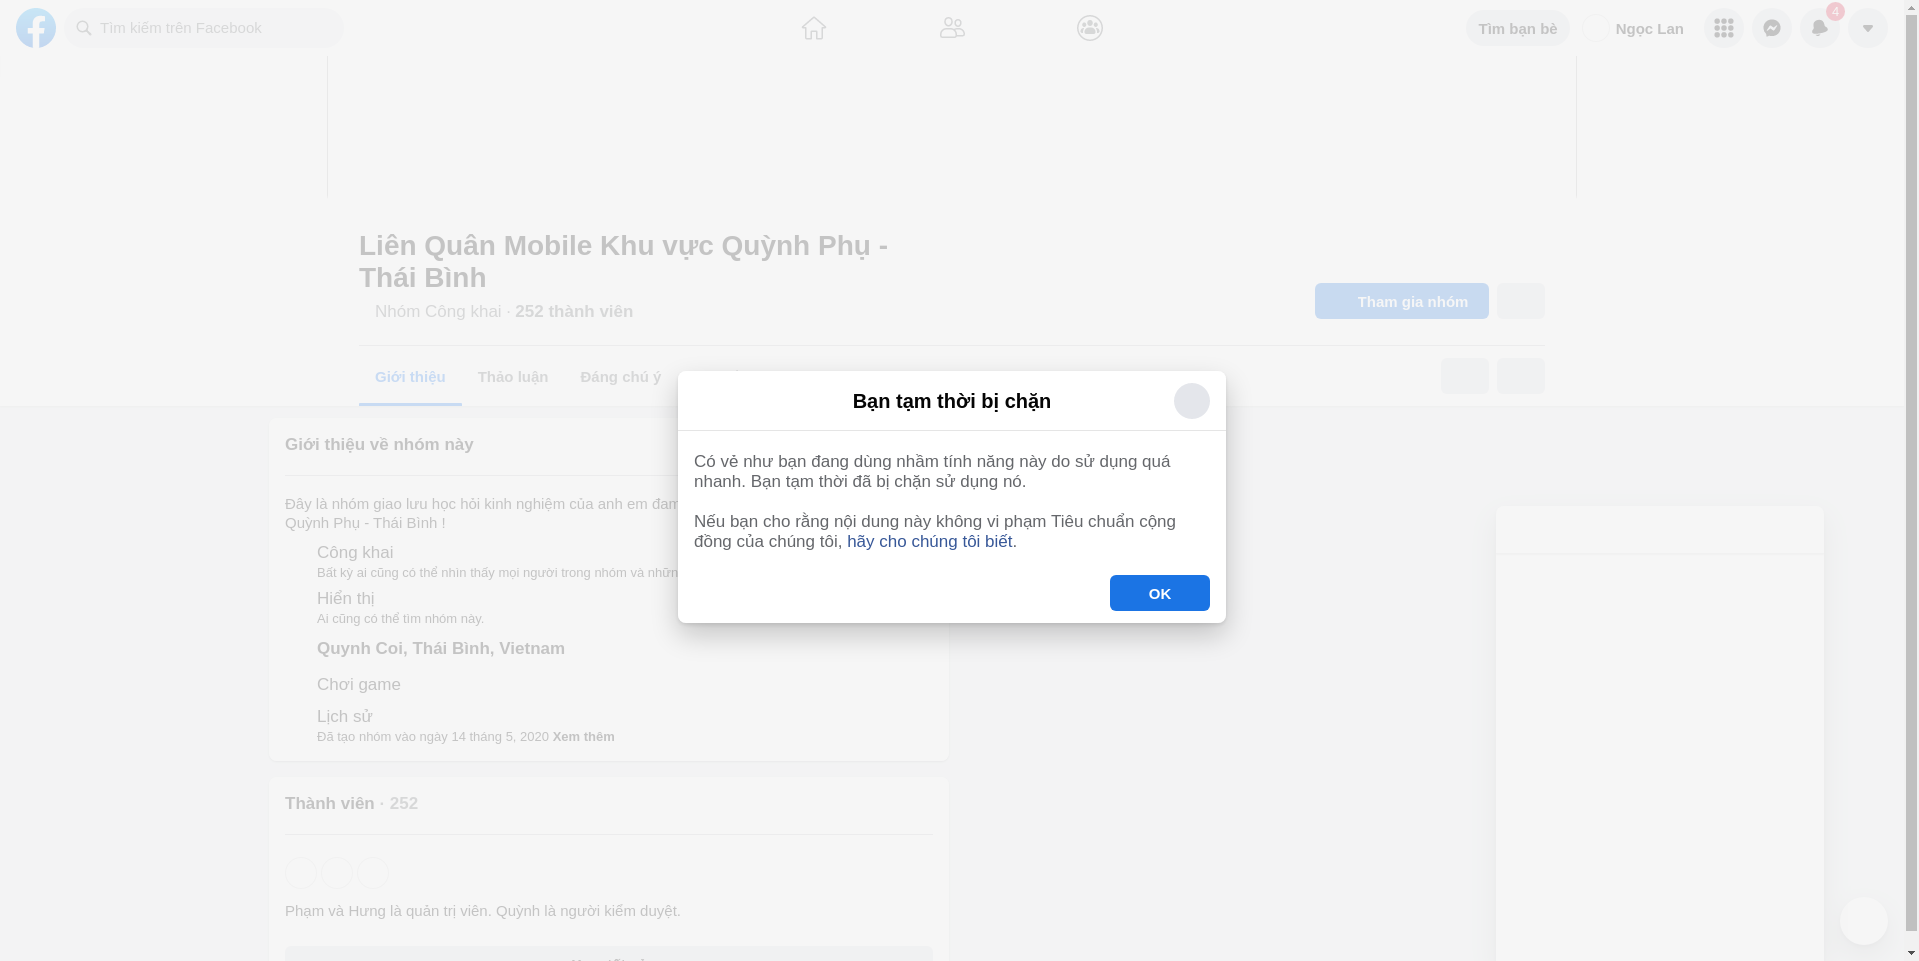 Tìm kiếm trên Facebook
Tìm bạn bè
Ngọc Lan
4
Liên Quân Mobile Khu vực Quỳnh Phụ -
Thái Bình
Nhóm Công khai · 252 thành viên
Tham gia nhóm
Giới thiệu
Thảo luận
Đáng chú ý
Bạn tạm thời bị chặn
Có vẻ như bạn đang dùng nhầm tính năng này do sử dụng quá
nhanh. Bạn tạm thời đã bị chặn sử dụng nó.
Nếu bạn cho rằng nội dung này không vi phạm Tiêu chuẩn cộng
đồng của chúng tôi, hãy cho chúng tôi biết.
OK
Giới thiệu về nhóm này
Đây là nhóm giao lưu học hỏi kinh nghiệm của anh em đam
Quỳnh Phụ - Thái Bình !
Công khai
Bất kỳ ai cũng có thể nhìn thấy mọi người trong nhóm và
Hiển thị
Ai cũng có thể tìm nhóm này.
Quynh Coi, Thái Bình, Vietnam
Chơi game
Lịch sử
Đã tạo nhóm vào ngày 14 tháng 5, 2020 Xem thêm
Thành viên · 252
Phạm và Hưng là quản trị viên. Quỳnh là người kiểm duyệt.